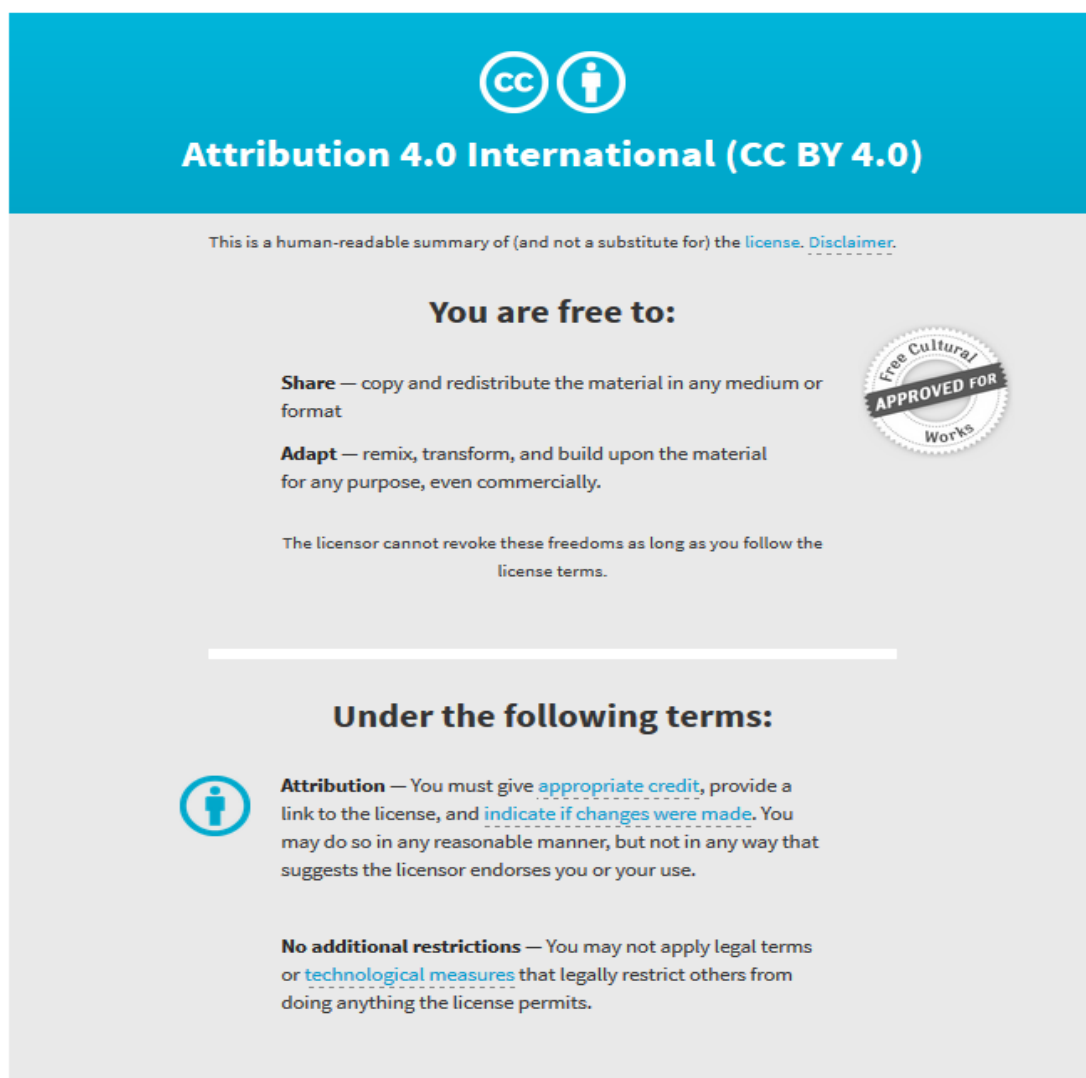 cc
Attribution 4.0 International (CC BY 4.0)
This is a human-readable summary of (and not a substitute for) the license. Disclaimer.
You are free to:
Share — copy and redistribute the material in any medium or
format
Adapt — remix, transform, and build upon the material
for any purpose, even commercially.
Free Cultural
APPROVED FOR
Works
The licensor cannot revoke these freedoms as long as you follow the
license terms.
Under the following terms:
Attribution — You must give appropriate credit, provide a
link to the license, and indicate if changes were made. You
may do so in any reasonable manner, but not in any way that
suggests the licensor endorses you or your use.
No additional restrictions — You may not apply legal terms
or technological measures that legally restrict others from
doing anything the license permits.